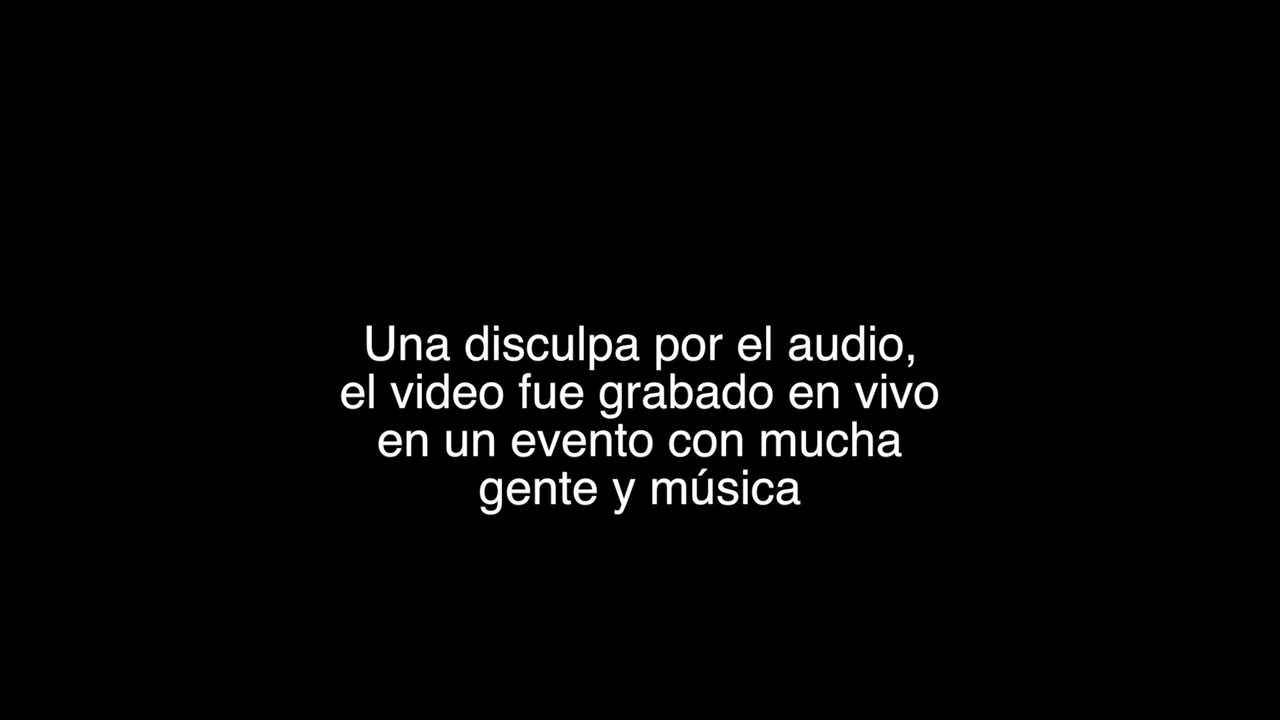 Una disculpa por el audio,
el video fue grabado en vivo
en un evento con mucha
gente y música